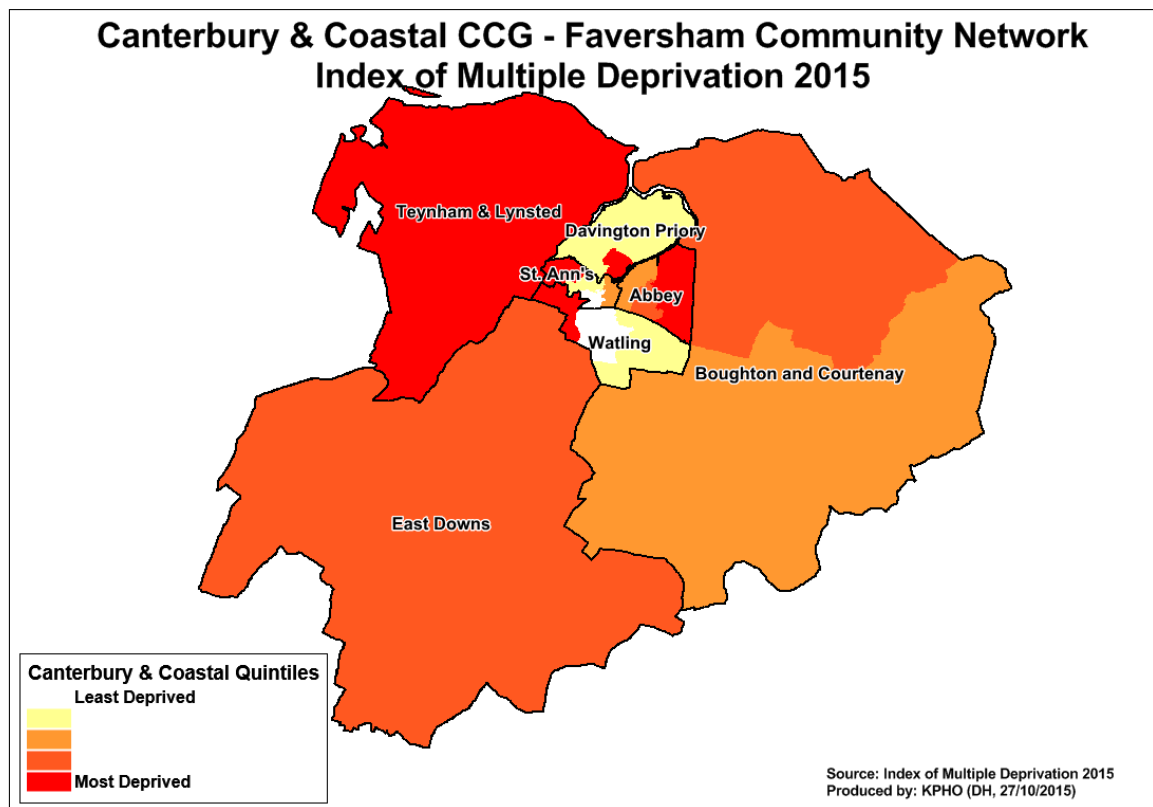 Canterbury & Coastal CCG - Faversham Community Network
Index of Multiple Deprivation 2015
Teynham & Lynsted
Davington Priory
St. Ann's
Abbey
Watling
Boughton and Courtenay
East Downs
Canterbury & Coastal Quintiles
Least Deprived
Most Deprived
Source: Index of Multiple Deprivation 2015
Produced by: KPHO (DH, 27/10/2015)